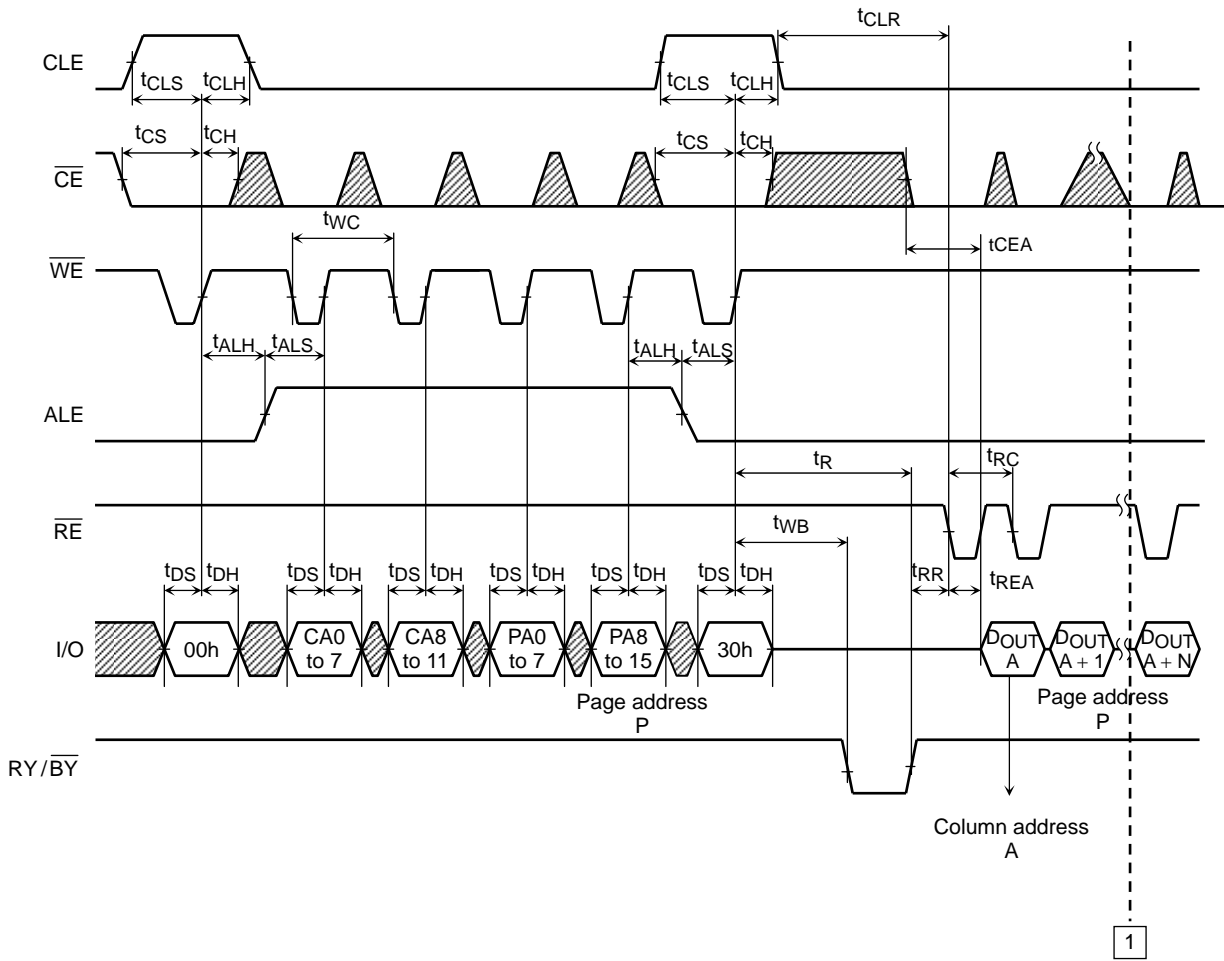 tCLR
CLE
tCLS tCLH tCLS tCLH
tCS tCH tCS tCH
CE
tWC
tCEA
WE
tALH tALS tALH tALS
ALE
tR tRC
RE
tWB
tDS tDH tDS tDH tDS tDH tDS tDH tDS tDH tDS tDH tRR tREA
I/O
00h
CA0
to 7
CA8
to 11
PA0
to 7
PA8
to 15
30h
DOUT
A
DOUT
A + 1
DOUT
A + N
Page address
P
Page address
P
RY/BY
Column address
A
1